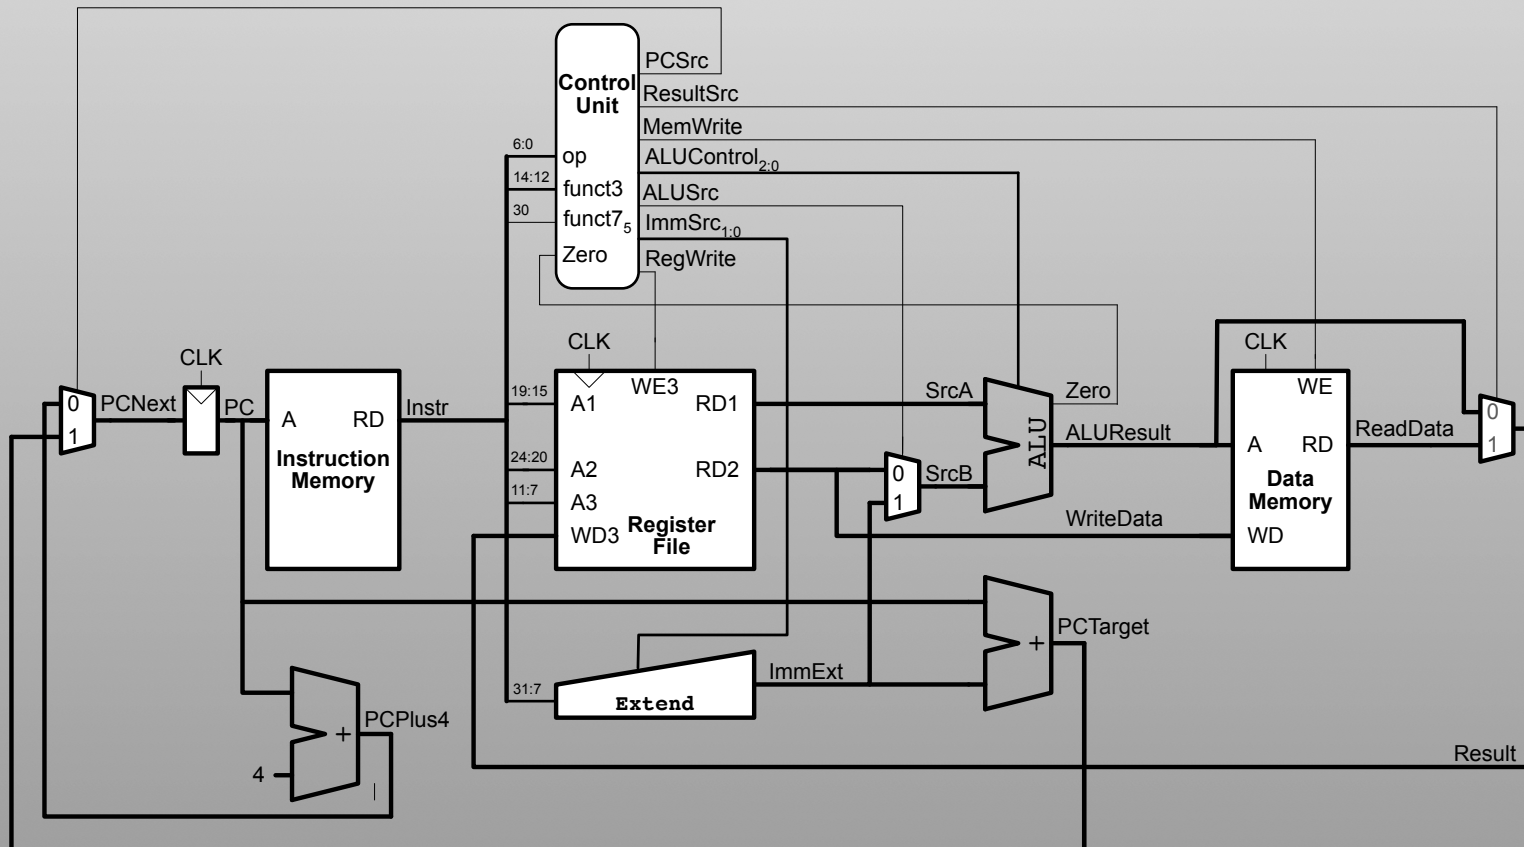 PCSrc
Control
Unit
ResultSrc
MemWrite
6:0
op
ALUControl2:0
14:12
funct3
ALUSrc
30
funct75
ImmSrc1:0
Zero
RegWrite
CLK
CLK
CLK
0
1
PCNext
PC
A
RD
Instr
Instruction
Memory
19:15
A1
WE3
RD1
24:20
A2
RD2
11:7
A3
WD3
Register
File
SrcA
0
1
SrcB
ALU
Zero
ALUResult
WriteData
WE
A
RD
Data
Memory
WD
ReadData
0
1
+
PCTarget
31:7
Extend
ImmExt
PCPlus4
+
4
Result